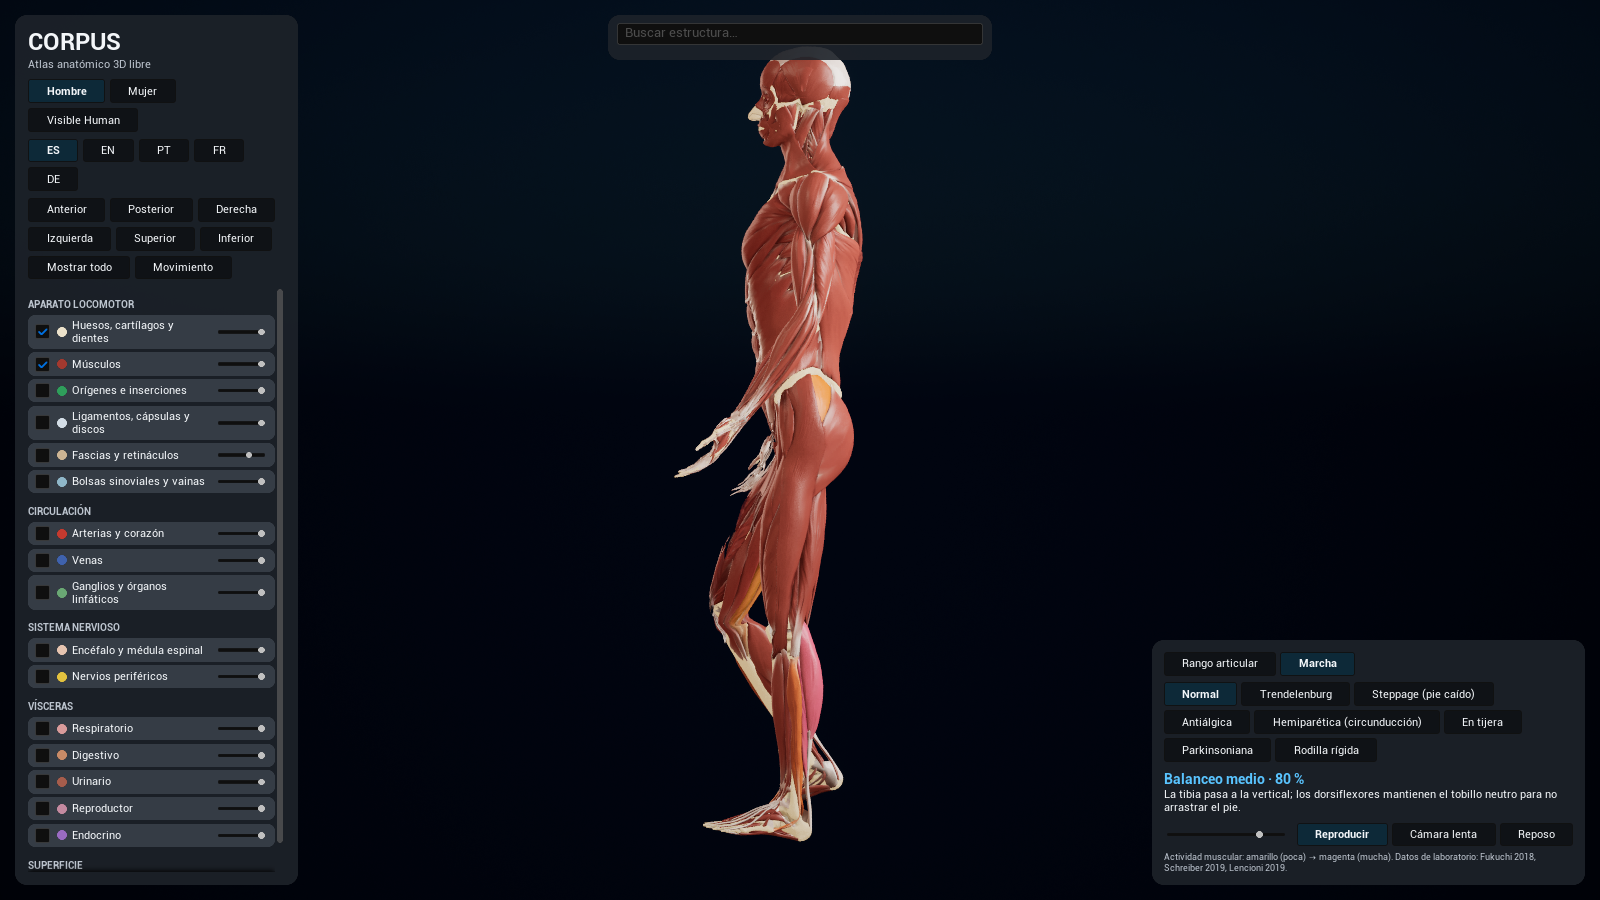 CORPUS
Atlas anatómico 3D libre
Hombre Mujer
Visible Human
ES EN PT FR
DE
Anterior Posterior Derecha
Izquierda Superior Inferior
Mostrar todo Movimiento
APARATO LOCOMOTOR
Huesos, cartílagos y
dientes
Músculos
Orígenes e inserciones
Ligamentos, cápsulas y
discos
Fascias y retináculos
Bolsas sinoviales y vainas
CIRCULACIÓN
Arterias y corazón
Venas
Ganglios y órganos
linfáticos
SISTEMA NERVIOSO
Encéfalo y médula espinal
Nervios periféricos
VÍSCERAS
Respiratorio
Digestivo
Urinario
Reproductor
Endocrino
SUPERFICIE
Buscar estructura...
Rango articular Marcha
Normal Trendelenburg Steppage (pie caído)
Antiálgica Hemiparética (circunducción) En tijera
Parkinsoniana Rodilla rígida
Balanceo medio · 80 %
La tibia pasa a la vertical; los dorsiflexores mantienen el tobillo neutro para no
arrastrar el pie.
Reproducir Cámara lenta Reposo
Actividad muscular: amarillo (poca) → magenta (mucha). Datos de laboratorio: Fukuchi 2018,
Schreiber 2019, Lencioni 2019.